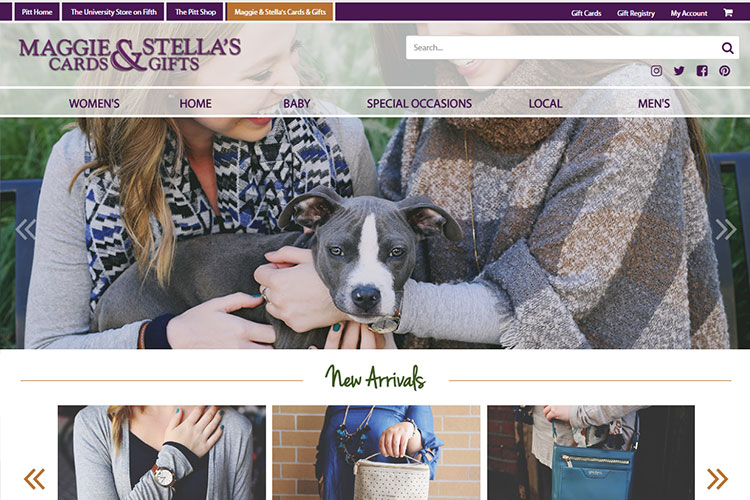 Pitt Home The University Store on Fifth The Pitt Shop Maggie & Stella's Cards & Gifts Gift Cards Gift Registry My Account
MAGGIE & STELLA'S
CARDS & GIFTS
Search...
WOMEN'S HOME BABY SPECIAL OCCASIONS LOCAL MEN'S
New Arrivals